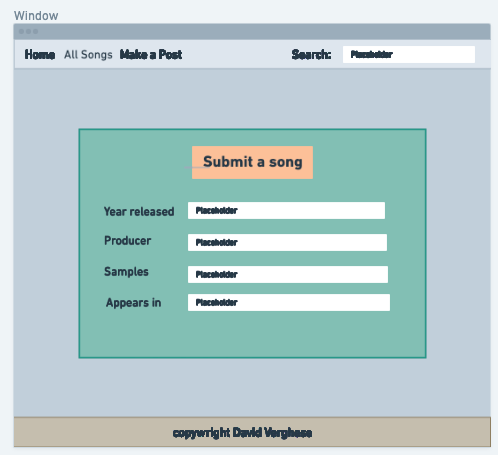 Window
Home All Songs Make a Post Search: Placeholder
Submit a song
Year released Placeholder
Producer Placeholder
Samples Placeholder
Appears in Placeholder
copywright David Verghese